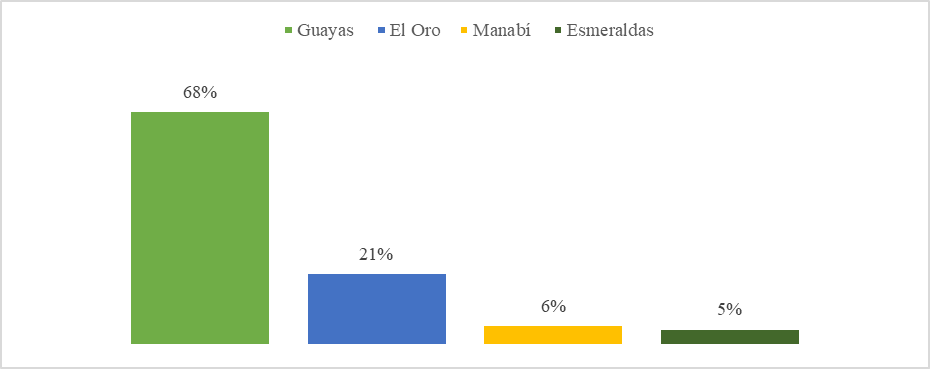 Guayas El Oro Manabí Esmeraldas
68%
21%
6%
5%